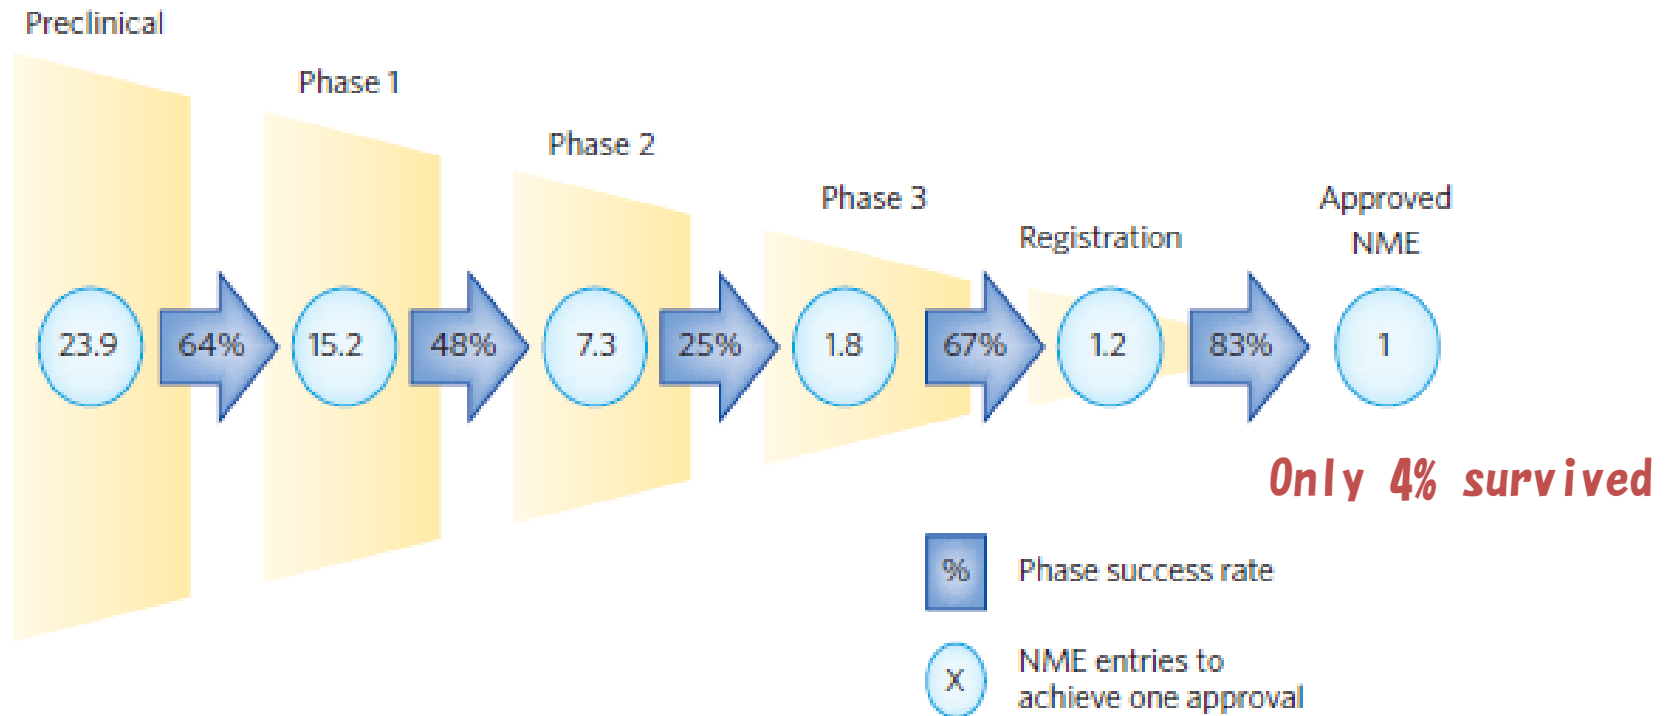 Preclinical
Phase 1
Phase 2
Phase 3
Registration
Approved
NME
23.9
64%
15.2
48%
7.3
25%
1.8
67%
1.2
83%
1
Only 4% survived
% Phase success rate
X NME entries to
achieve one approval